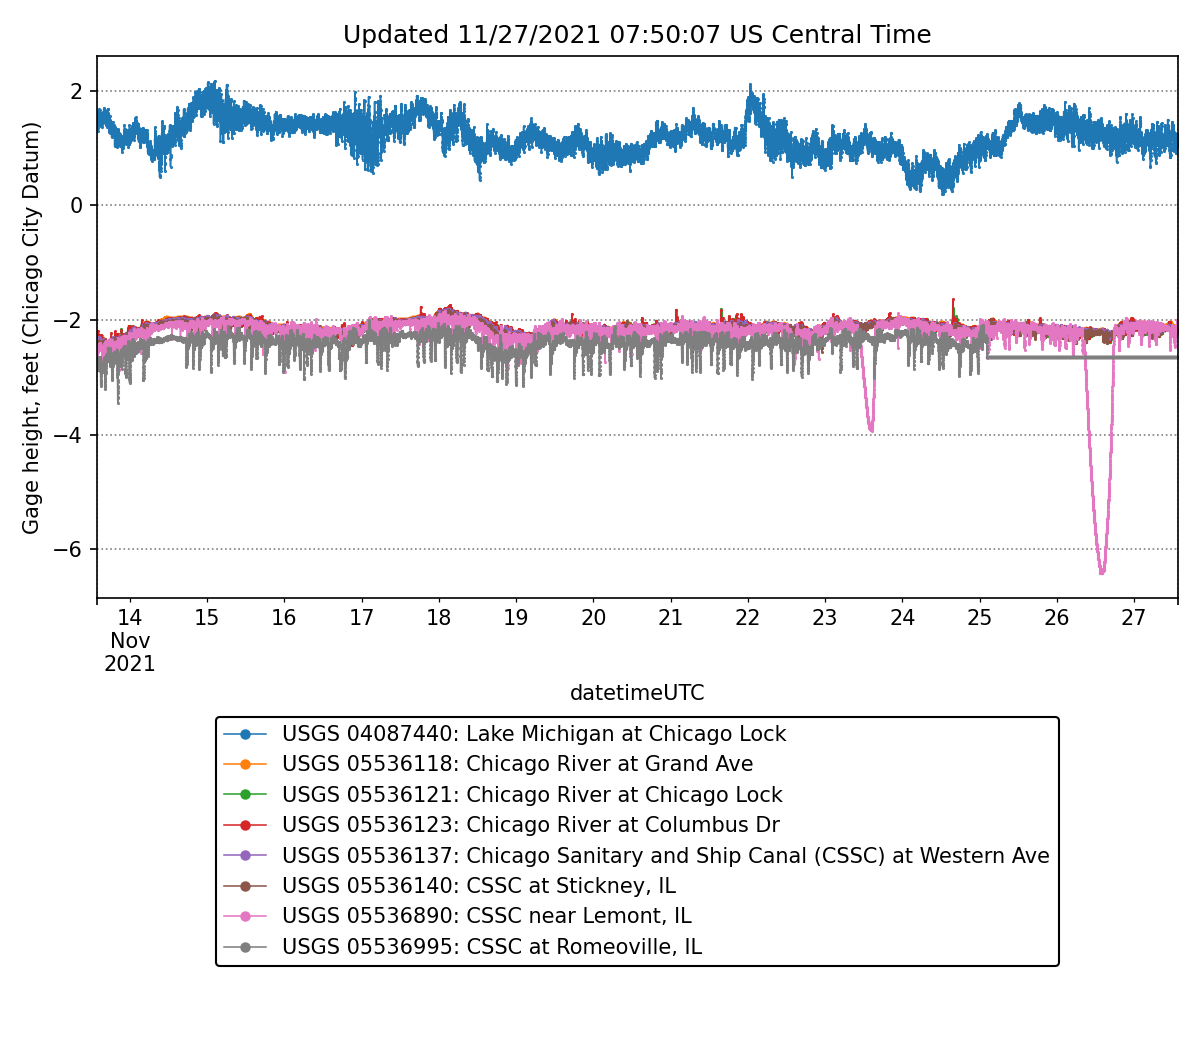 Updated 11/27/2021 07:50:07 US Central Time
Gage height, feet (Chicago City Datum)
2
0
−2
−4
−6
14 15 16 17 18 19 20 21 22 23 24 25 26 27
Nov
2021
datetimeUTC
USGS 04087440: Lake Michigan at Chicago Lock
USGS 05536118: Chicago River at Grand Ave
USGS 05536121: Chicago River at Chicago Lock
USGS 05536123: Chicago River at Columbus Dr
USGS 05536137: Chicago Sanitary and Ship Canal (CSSC) at Western Ave
USGS 05536140: CSSC at Stickney, IL
USGS 05536890: CSSC near Lemont, IL
USGS 05536995: CSSC at Romeoville, IL